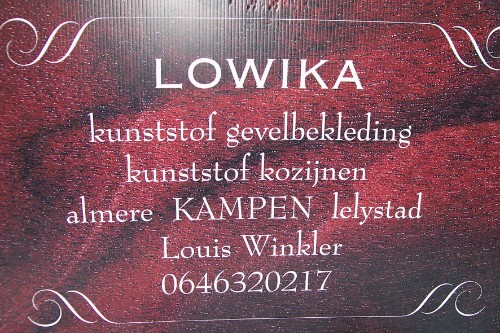 LOWIKA
kunststof gevelbekleding
kunststof kozijnen
almere KAMPEN lelystad
Louis Winkler
0646320217